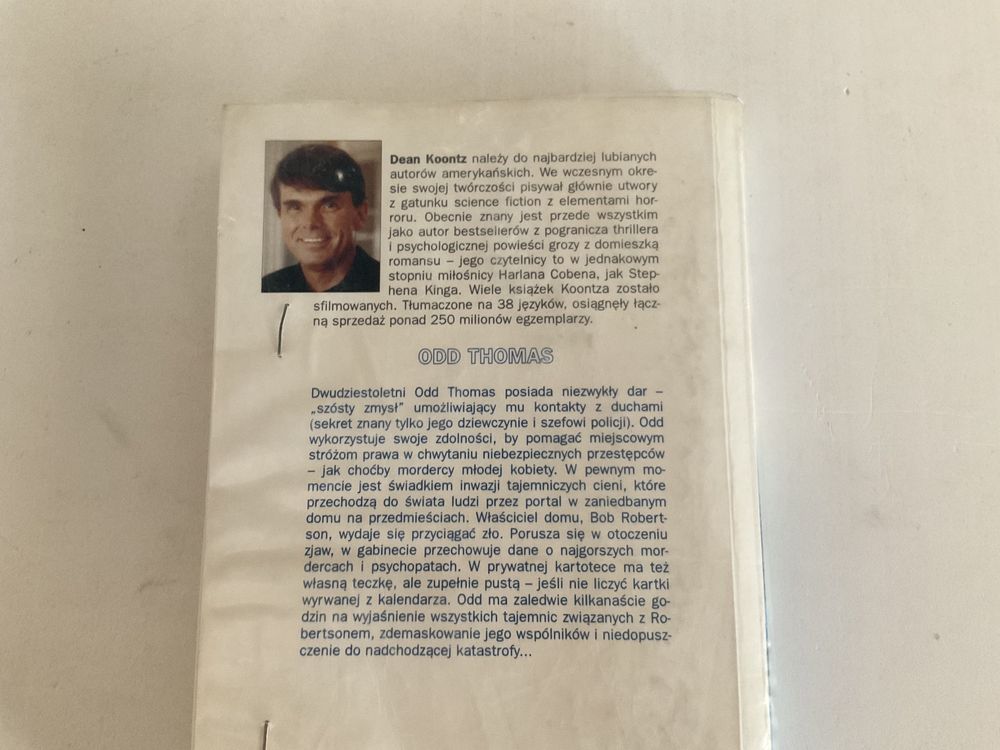 Dean Koontz należy do najbardziej lubianych
autorów amerykańskich. We wczesnym okre-
sie swojej twórczości pisywał głównie utwory
z gatunku science fiction z elementami hor-
roru. Obecnie znany jest przede wszystkim
jako autor bestsellerów z pogranicza thrillera
i psychologicznej powieści grozy z domieszką
romansu – jego czytelnicy to w jednakowym
stopniu miłośnicy Harlana Cobena, jak Step-
hena Kinga. Wiele książek Koontza zostało
sfilmowanych. Tłumaczone na 38 języków, osiągnęły łącz-
ną sprzedaż ponad 250 milionów egzemplarzy.
ODD THOMAS
Dwudziestoletni Odd Thomas posiada niezwykły dar –
„szósty zmysł” umożliwiający mu kontakty z duchami
(sekret znany tylko jego dziewczynie i szefowi policji). Odd
wykorzystuje swoje zdolności, by pomagać miejscowym
stróżom prawa w chwytaniu niebezpiecznych przestępców
– jak choćby mordercy młodej kobiety. W pewnym mo-
mencie jest świadkiem inwazji tajemniczych cieni, które
przechodzą do świata ludzi przez portal w zaniedbanym
domu na przedmieściach. Właściciel domu, Bob Robert-
son, wydaje się przyciągać zło. Porusza się w otoczeniu
zjaw, w gabinecie przechowuje dane o najgorszych mor-
dercach i psychopatach. W prywatnej kartotece ma też
własną teczkę, ale zupełnie pustą – jeśli nie liczyć kartki
wyrwanej z kalendarza. Odd ma zaledwie kilkanaście go-
dzin na wyjaśnienie wszystkich tajemnic związanych z Ro-
bertsonem, zdemaskowanie jego wspólników i niedopusz-
czenie do nadchodzącej katastrofy...